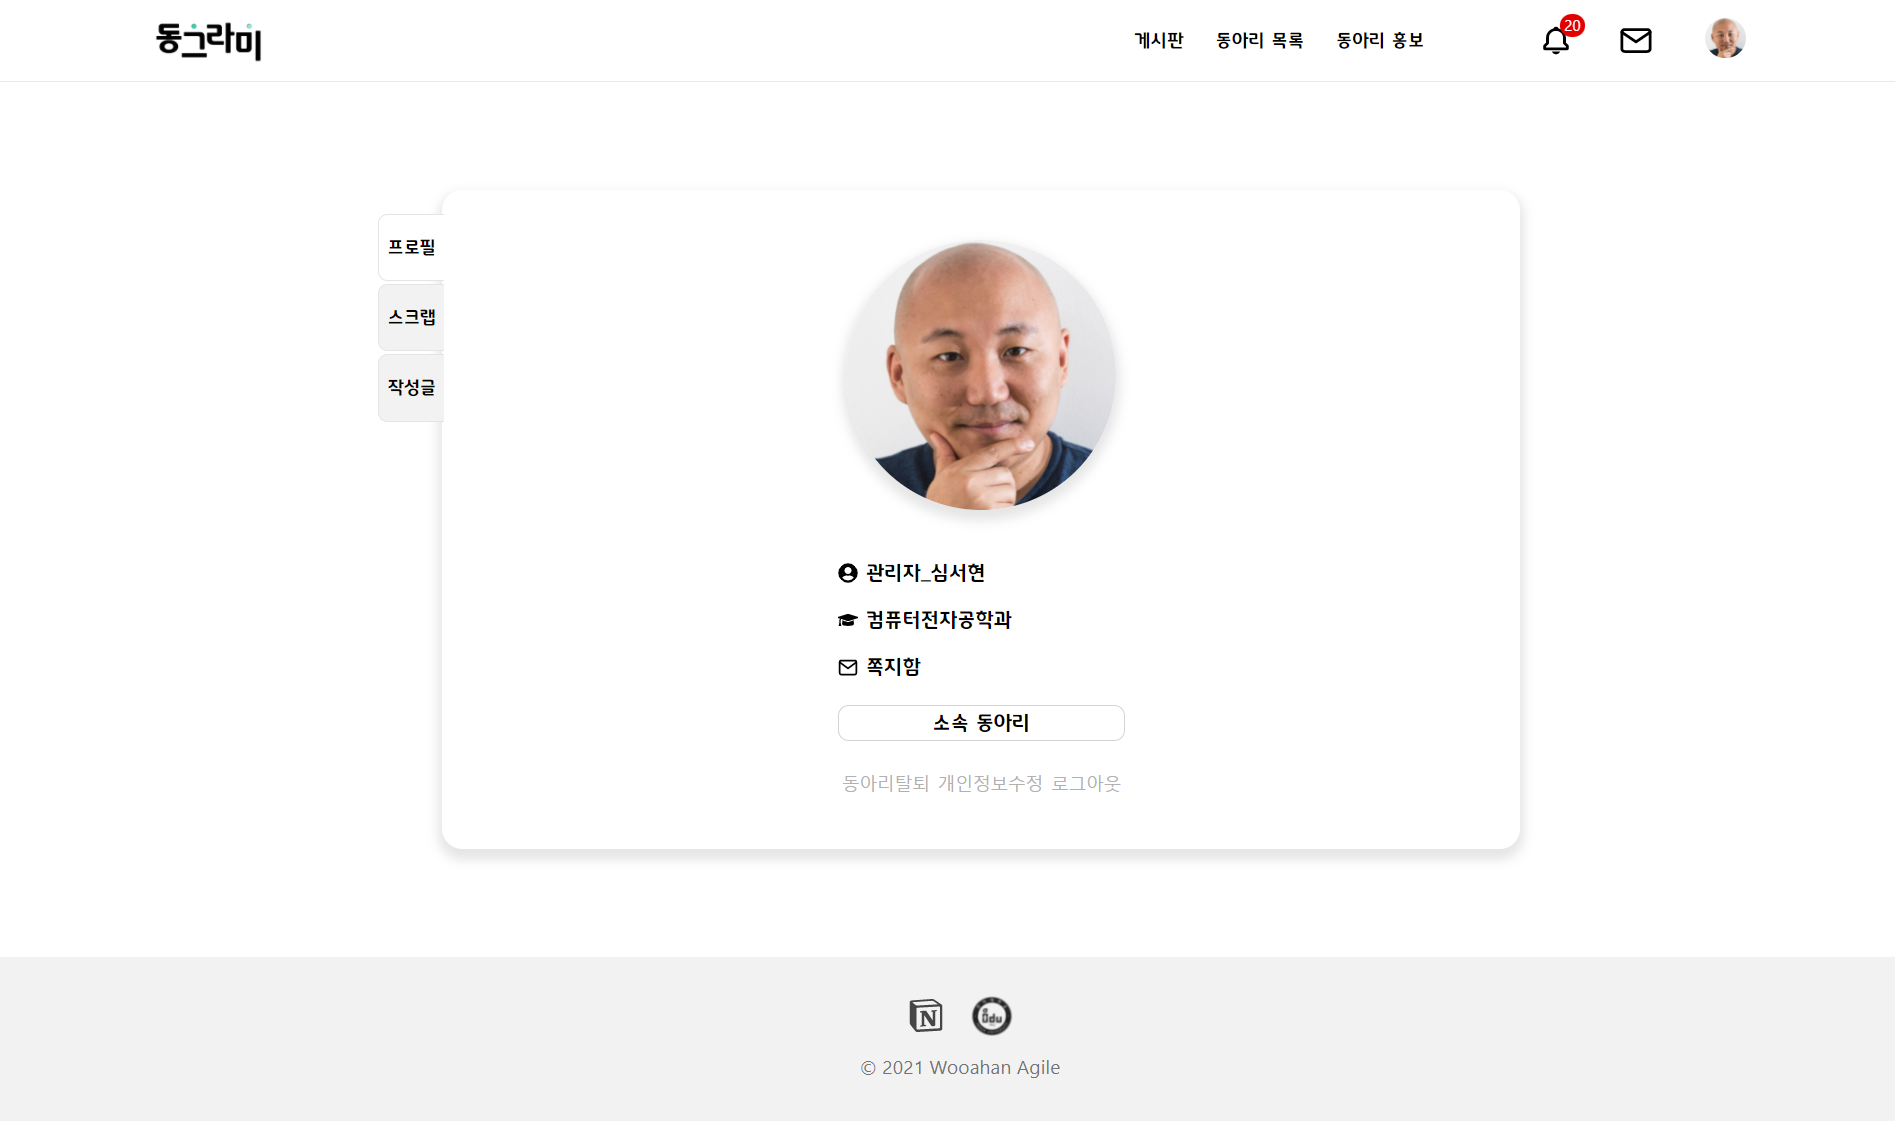 동그라미
게시판 동아리 목록 동아리 홍보 20
프로필
스크랩
작성글
관리자_심서현
컴퓨터전자공학과
쪽지함
소속 동아리
동아리탈퇴 개인정보수정 로그아웃
N
© 2021 Wooahan Agile